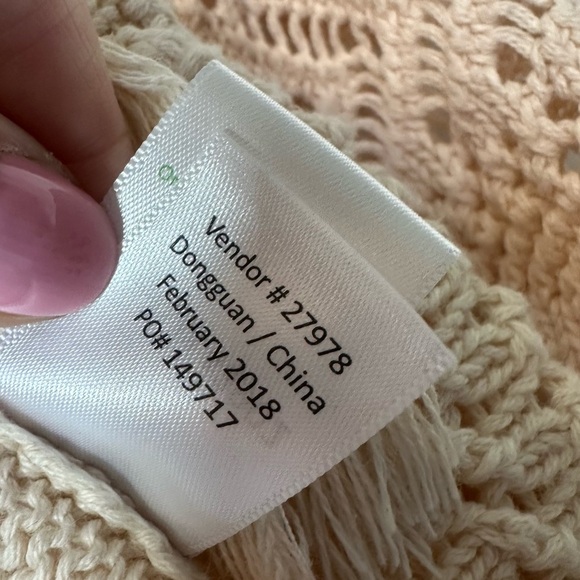 Vendor # 27978
Dongguan / China
February 2018
PO# 149717